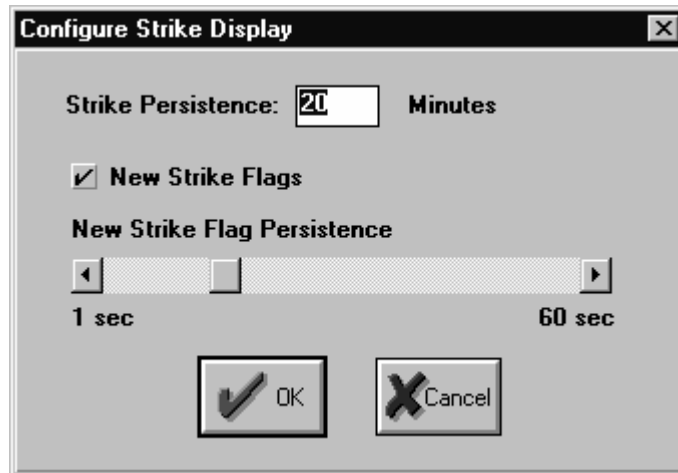 Configure Strike Display
Strike Persistence: 20 Minutes
New Strike Flags
New Strike Flag Persistence
1 sec 60 sec
OK Cancel